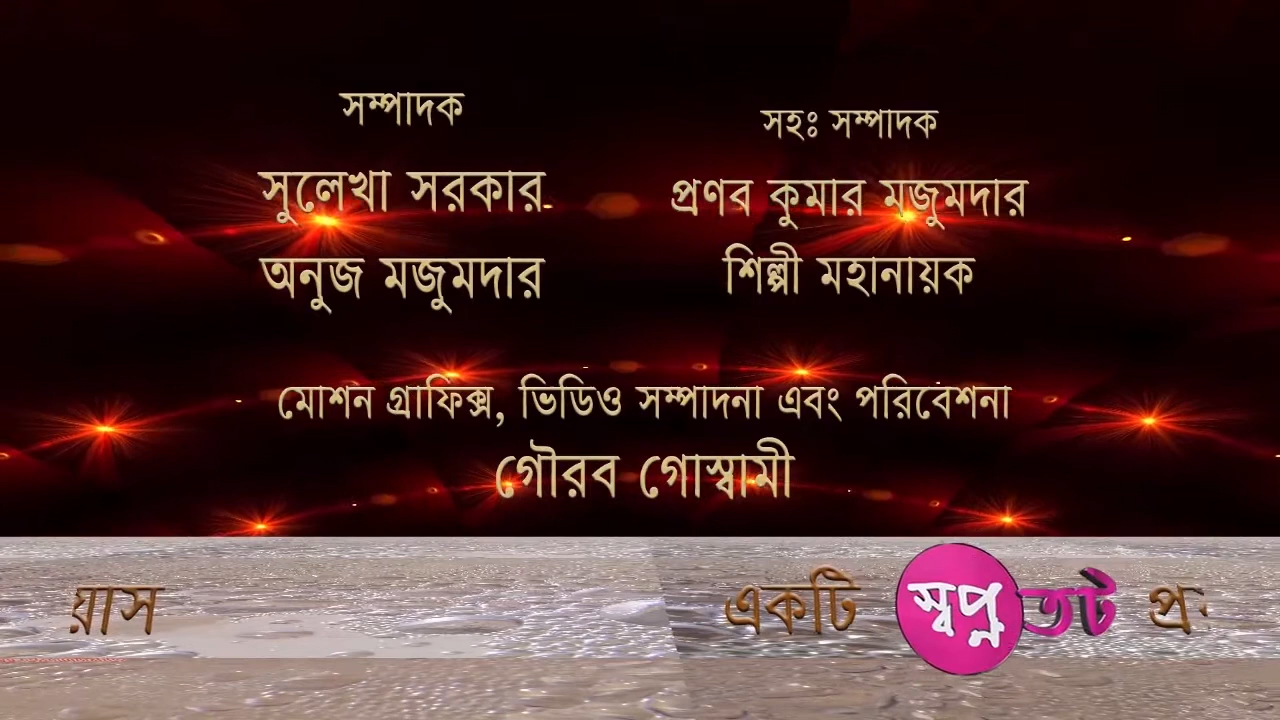 সম্পাদক
সুলেখা সরকার
অনুজ মজুমদার
সহঃ সম্পাদক
প্রণব কুমার মজুমদার
শিল্পী মহানায়ক
মোশন গ্রাফিক্স, ভিডিও সম্পাদনা এবং পরিবেশনা
গৌরব গোস্বামী
য়াস একটি স্বপ্ন তট প্র